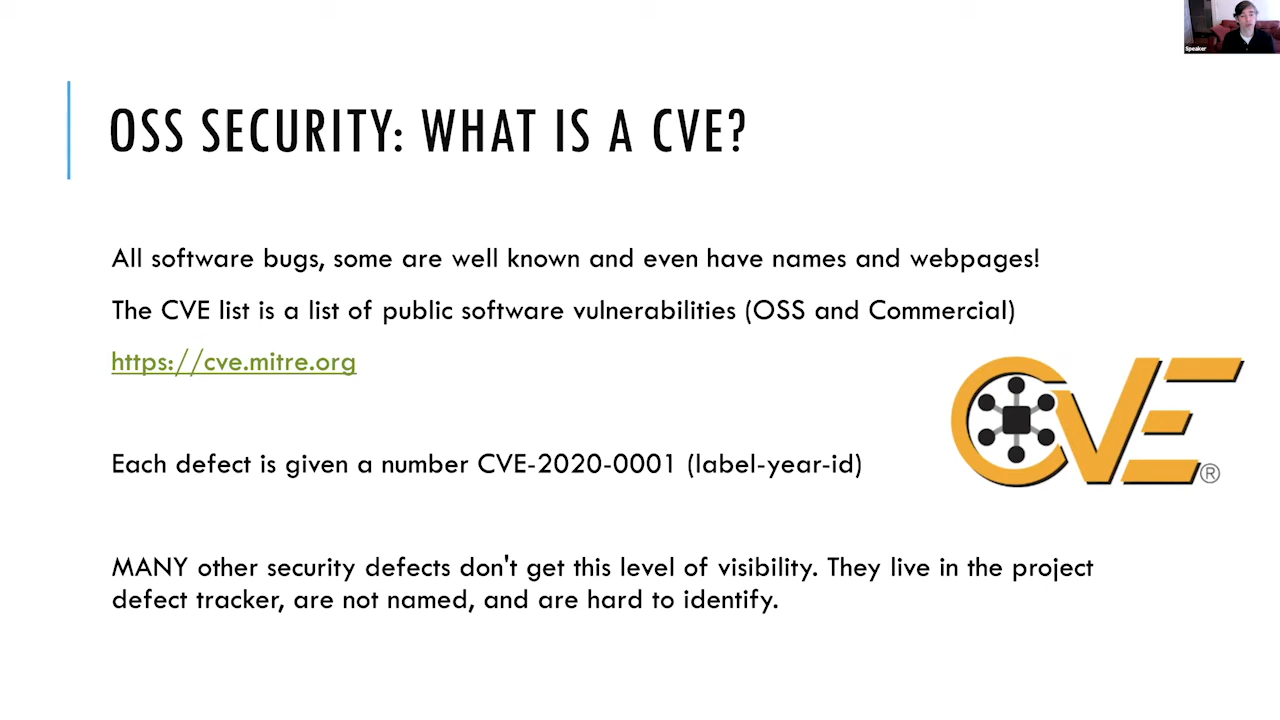 Speaker
OSS SECURITY: WHAT IS A CVE?
All software bugs, some are well known and even have names and webpages!
The CVE list is a list of public software vulnerabilities (OSS and Commercial)
https://cve.mitre.org
CVE®
Each defect is given a number CVE-2020-0001 (label-year-id)
MANY other security defects don't get this level of visibility. They live in the project
defect tracker, are not named, and are hard to identify.